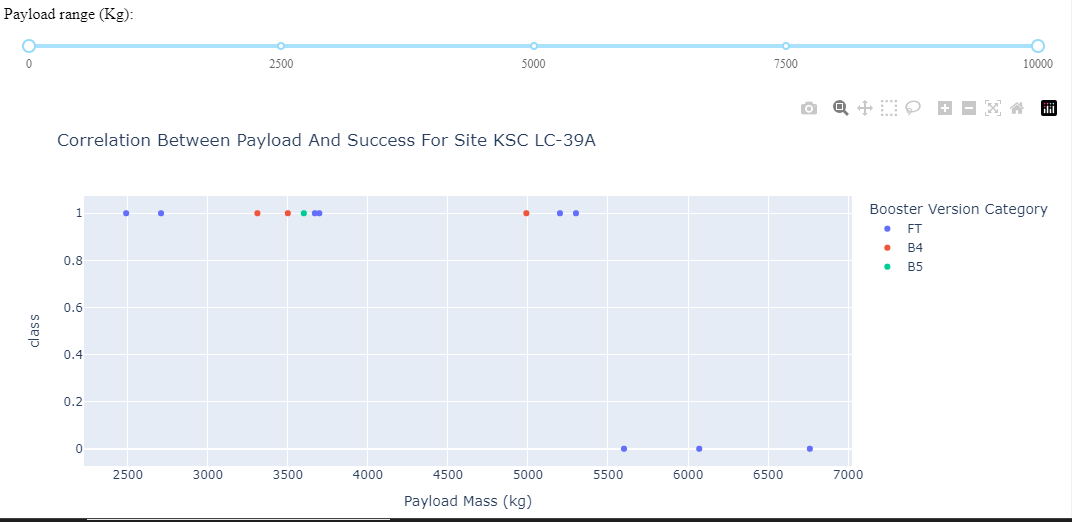 Payload range (Kg):
0 2500 5000 7500 10000
Correlation Between Payload And Success For Site KSC LC-39A
Booster Version Category
FT
B4
B5
1
0.8
0.6
0.4
0.2
0
class
2500 3000 3500 4000 4500 5000 5500 6000 6500 7000
Payload Mass (kg)